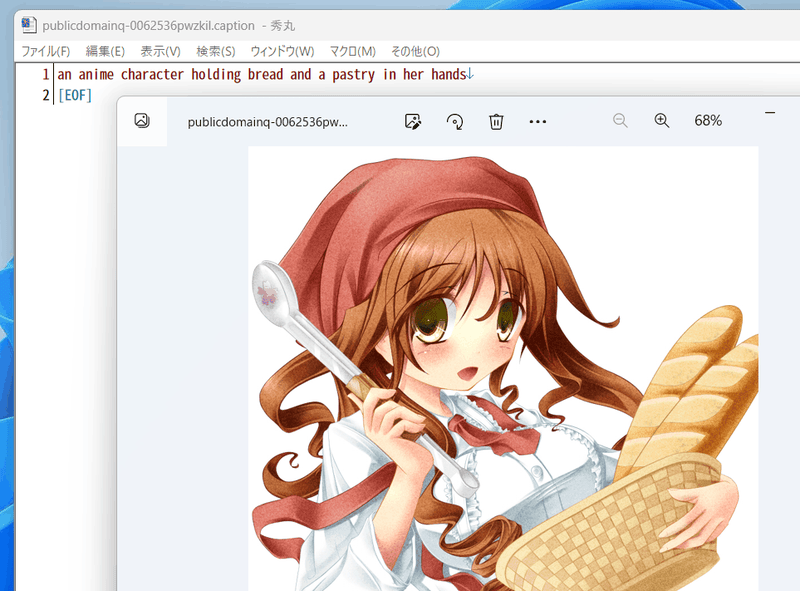 publicdomainq-0062536pwzkil.caption - 秀丸
ファイル(F) 編集(E) 表示(V) 検索(S) ウィンドウ(W) マクロ(M) その他(O)
1 an anime character holding bread and a pastry in her hands↓
2 [EOF]
publicdomainq-0062536pw... 68%